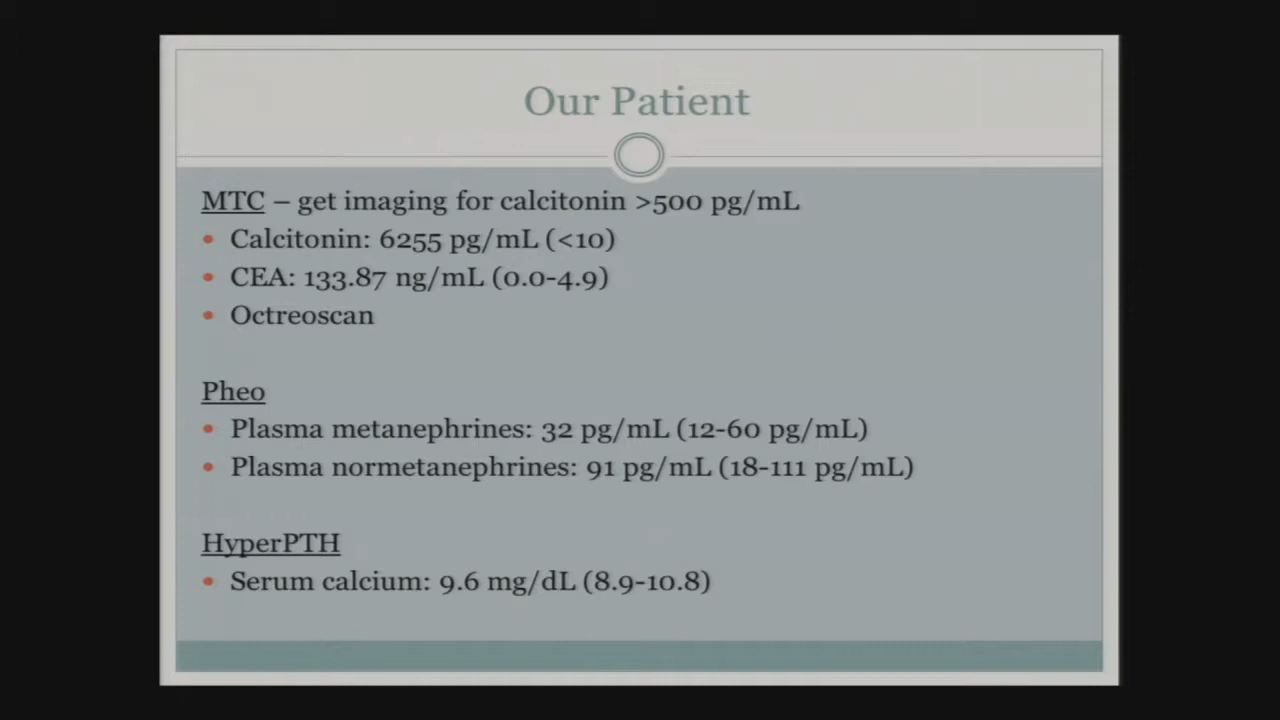 Our Patient
MTC – get imaging for calcitonin >500 pg/mL
• Calcitonin: 6255 pg/mL (<10)
• CEA: 133.87 ng/mL (0.0-4.9)
• Octreoscan
Pheo
• Plasma metanephrines: 32 pg/mL (12-60 pg/mL)
• Plasma normetanephrines: 91 pg/mL (18-111 pg/mL)
HyperPTH
• Serum calcium: 9.6 mg/dL (8.9-10.8)